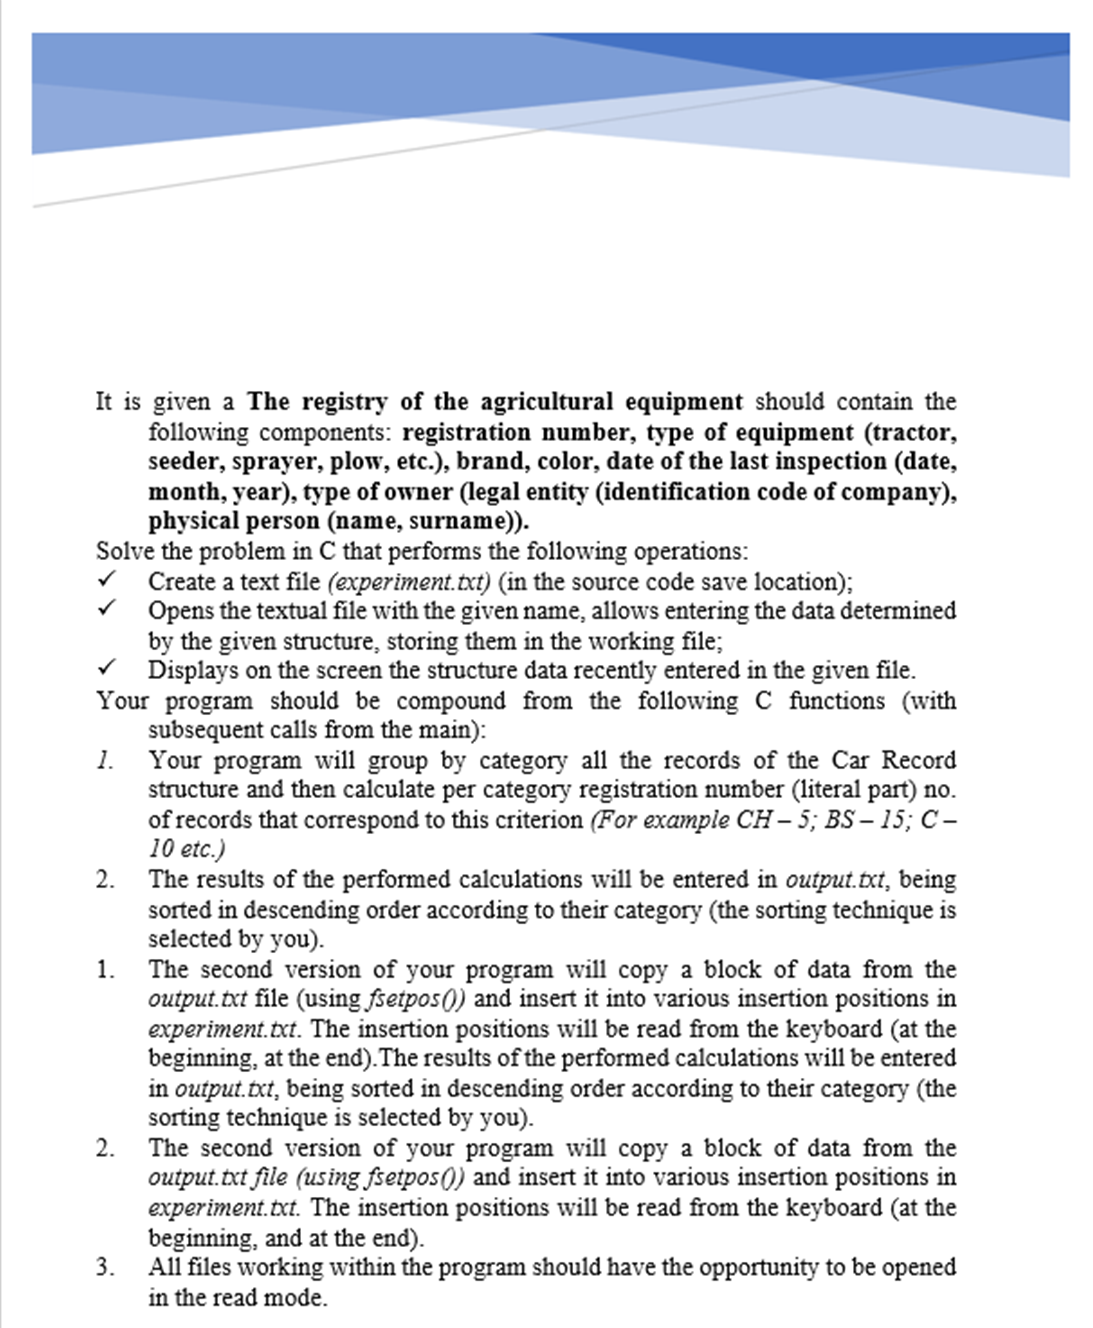 It is given a The registry of the agricultural equipment should contain the
following components: registration number, type of equipment (tractor,
seeder, sprayer, plow, etc.), brand, color, date of the last inspection (date,
month, year), type of owner (legal entity (identification code of company),
physical person (name, surname)).
Solve the problem in C that performs the following operations:
✓ Create a text file (experiment.txt) (in the source code save location);
✓ Opens the textual file with the given name, allows entering the data determined
by the given structure, storing them in the working file;
✓ Displays on the screen the structure data recently entered in the given file.
Your program should be compound from the following C functions (with
subsequent calls from the main):
1. Your program will group by category all the records of the Car Record
structure and then calculate per category registration number (literal part) no.
of records that correspond to this criterion (For example CH – 5; BS – 15; C –
10 etc.)
2. The results of the performed calculations will be entered in output.txt, being
sorted in descending order according to their category (the sorting technique is
selected by you).
1. The second version of your program will copy a block of data from the
output.txt file (using fsetpos()) and insert it into various insertion positions in
experiment.txt. The insertion positions will be read from the keyboard (at the
beginning, at the end).The results of the performed calculations will be entered
in output.txt, being sorted in descending order according to their category (the
sorting technique is selected by you).
2. The second version of your program will copy a block of data from the
output.txt file (using fsetpos()) and insert it into various insertion positions in
experiment.txt. The insertion positions will be read from the keyboard (at the
beginning, and at the end).
3. All files working within the program should have the opportunity to be opened
in the read mode.